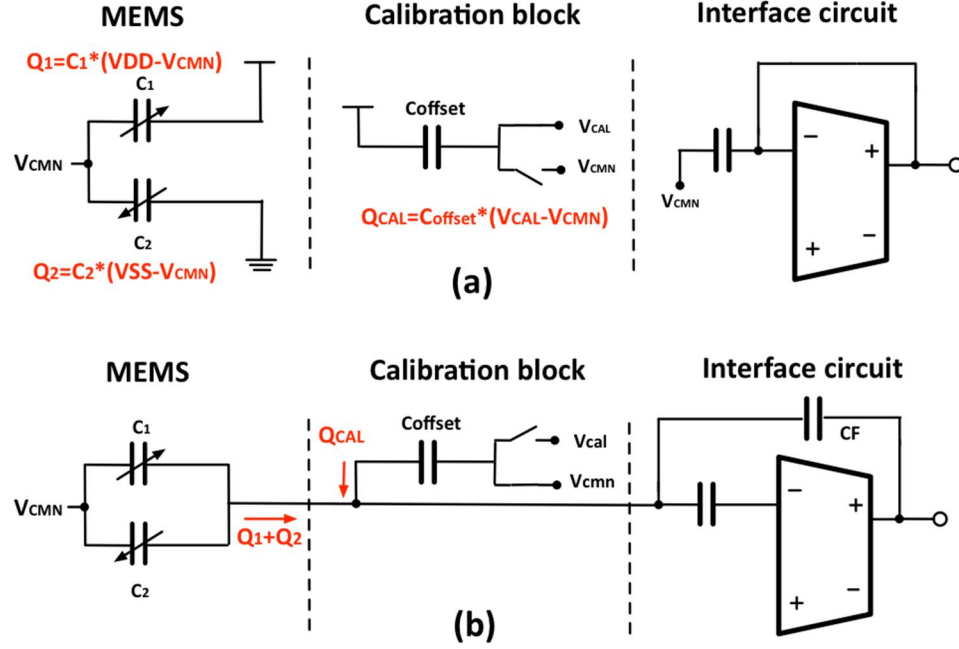 MEMS
Calibration block
Interface circuit
Q1=C1*(VDD-VCMN)
C1
VCMN
C2
Q2=C2*(VSS-VCMN)
Coffset
VCAL
VCMN
QCAL=Coffset*(VCAL-VCMN)
VCMN
−
+
+
−
(a)
MEMS
Calibration block
Interface circuit
C1
VCMN
C2
Q1+Q2
QCAL
Coffset
Vcal
Vcmn
CF
−
+
+
−
(b)